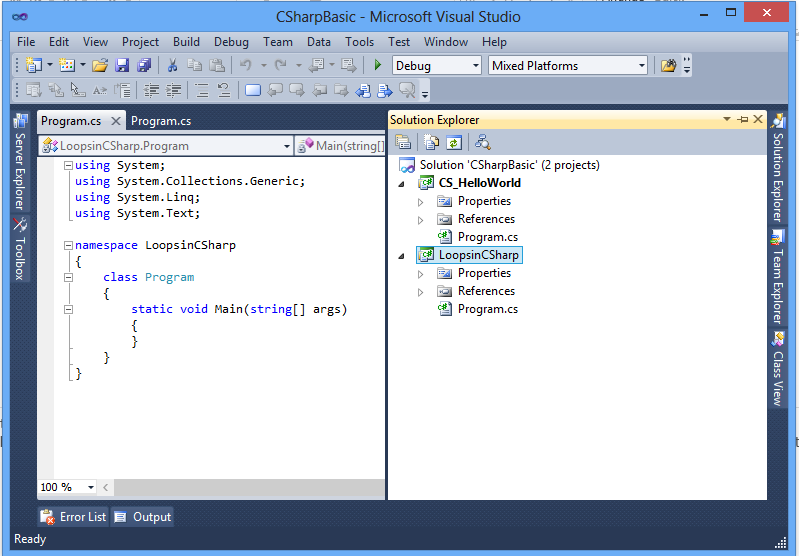 CSharpBasic - Microsoft Visual Studio
File Edit View Project Build Debug Team Data Tools Test Window Help
Debug Mixed Platforms
Server Explorer
Toolbox
Program.cs Program.cs
LoopsinCSharp.Program Main(string[]
using System;
using System.Collections.Generic;
using System.Linq;
using System.Text;
namespace LoopsinCSharp
{
class Program
{
static void Main(string[] args)
{
}
}
}
100 %
Solution Explorer
Solution 'CSharpBasic' (2 projects)
CS_HelloWorld
Properties
References
Program.cs
LoopsinCSharp
Properties
References
Program.cs
Solution Explorer
Team Explorer
Class View
Error List Output
Ready